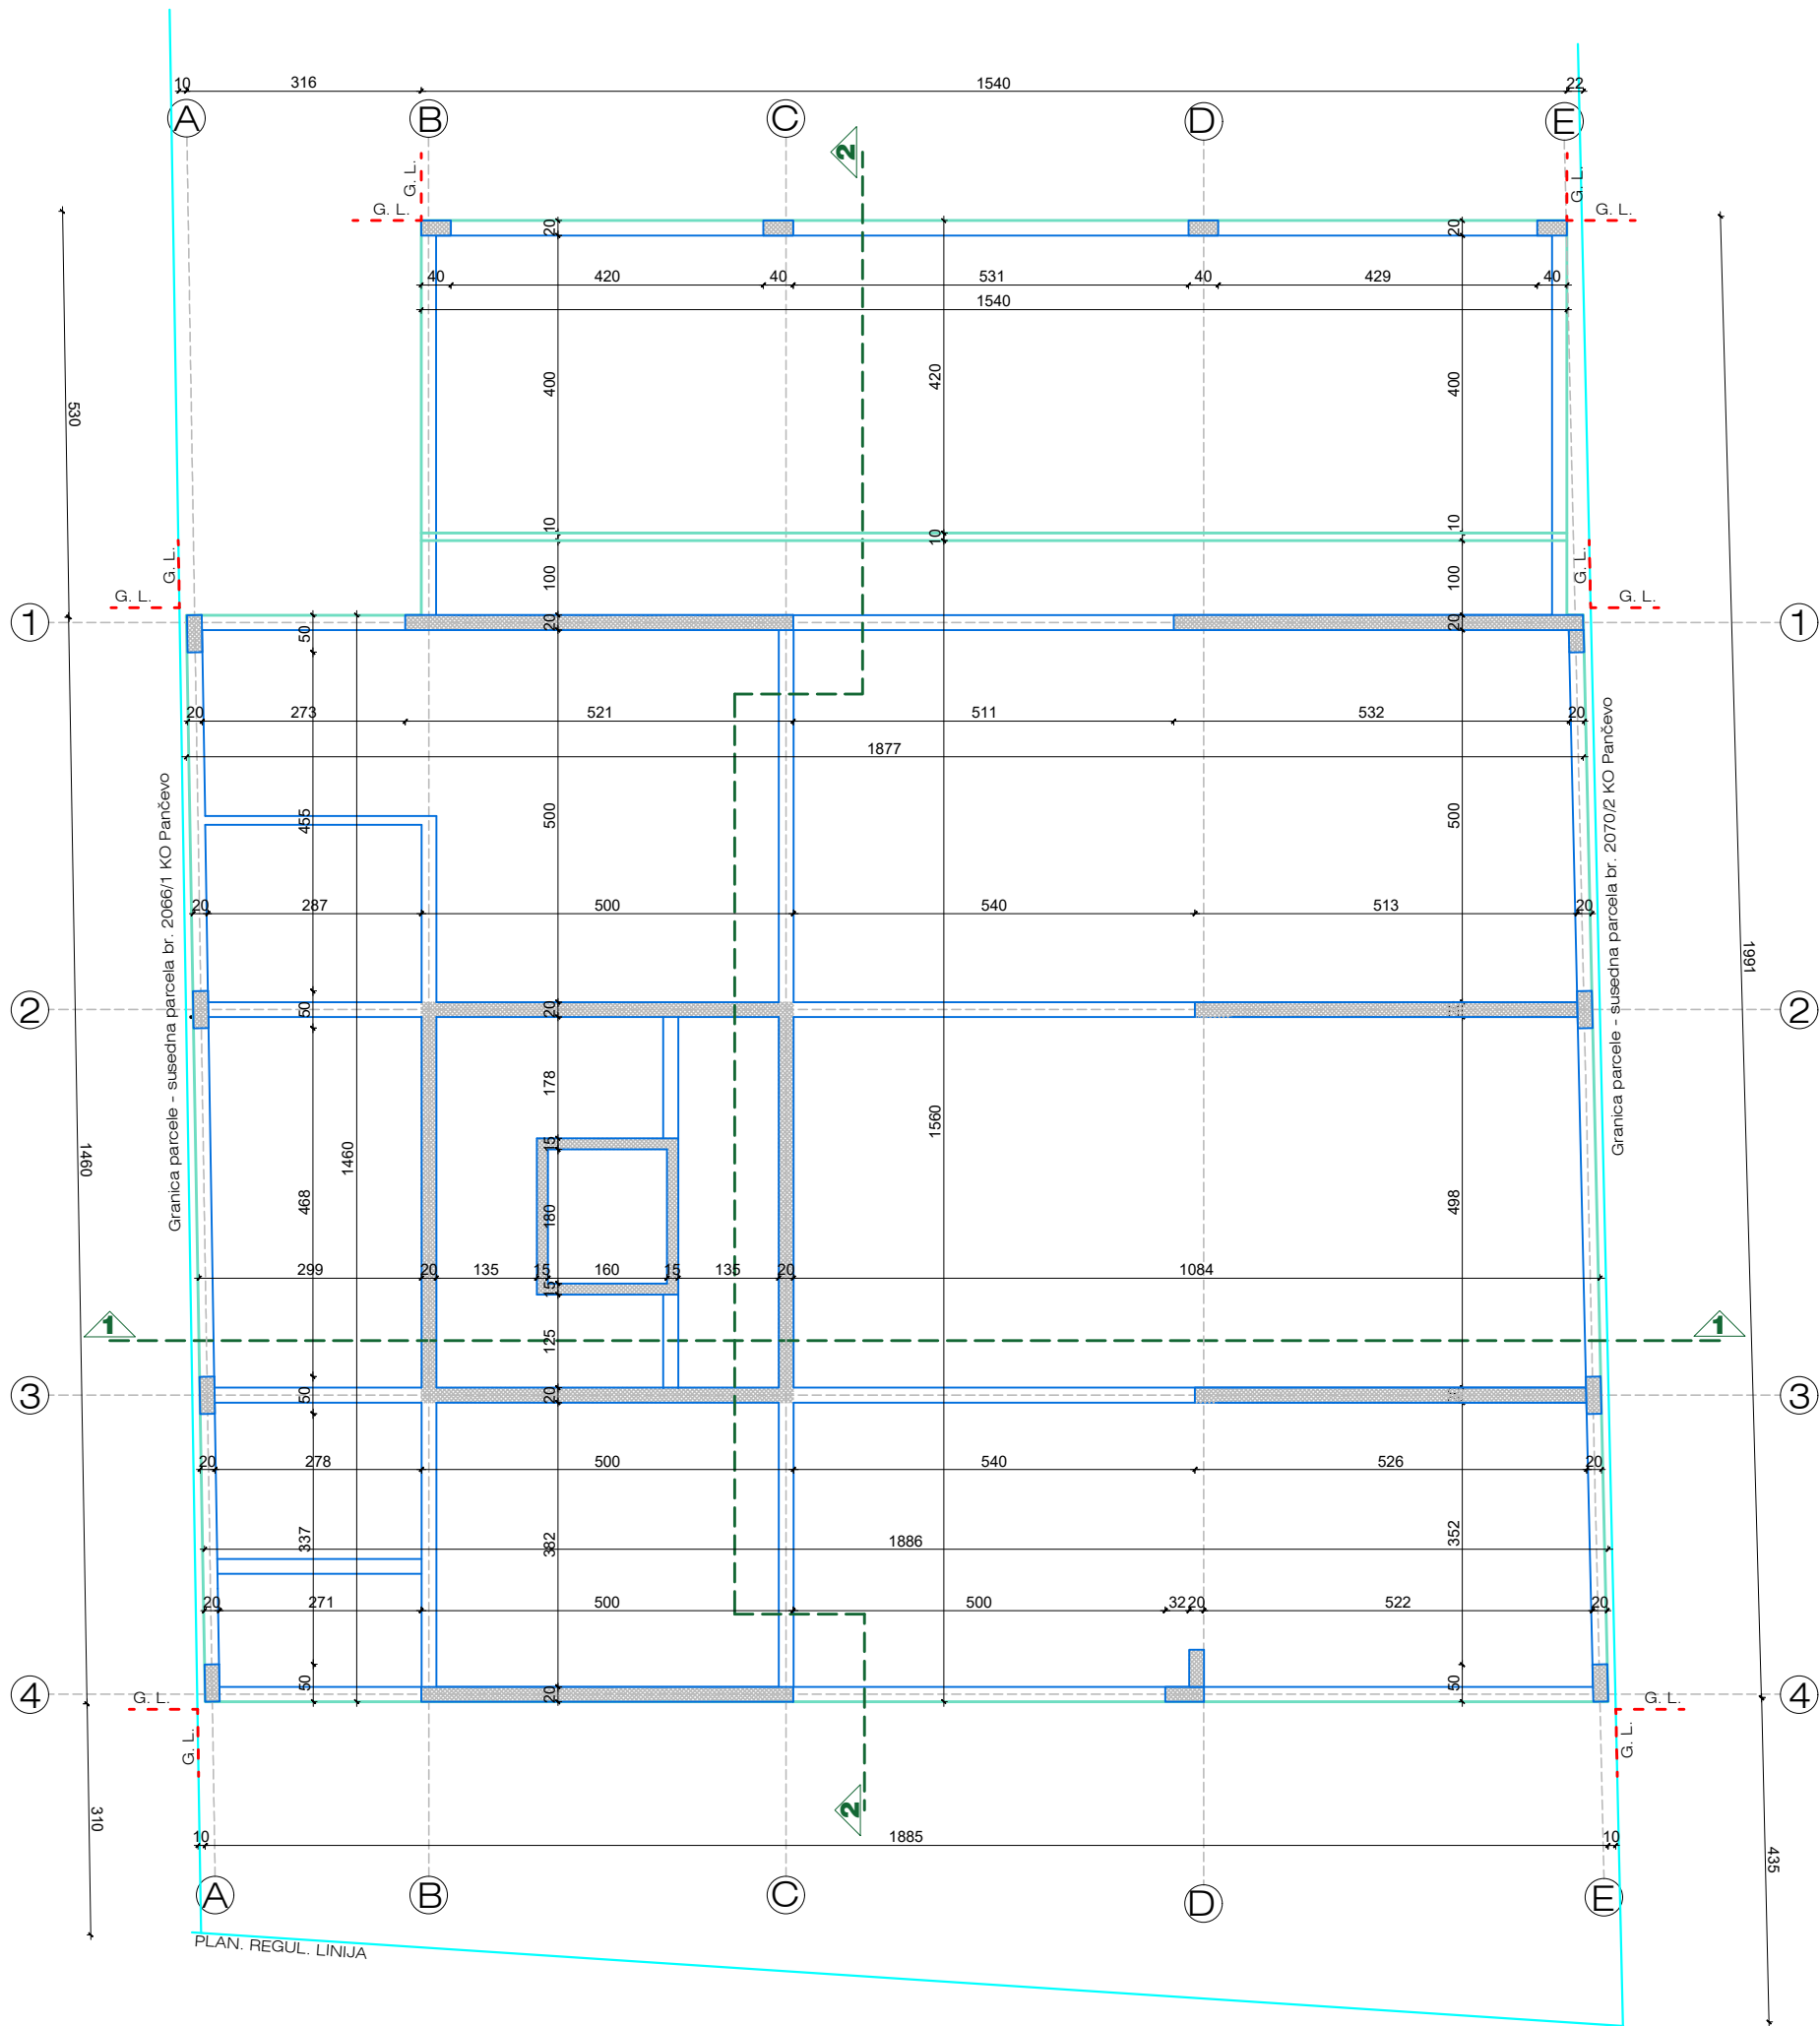 10 316 1540 22
A B C D E
2
G. L. G. L.
G. L. G. L.
20 20
40 420 40 531 40 429 40
1540
400 420 400
530
10 10 10
100 100
G. L. G. L.
G. L. G. L.
1 20 20 1
50
20 273 521 511 532 20
1877
455 500 500
Granica parcele - susedna parcela br. 2066/1 KO Pančevo
Granica parcele - susedna parcela br. 2070/2 KO Pančevo
20 287 500 540 513 20
1991
2 50 20 2
178
1560
15
1460 1460
468 180 498
299 20 135 15 160 15 135 20 1084
15
1 1
125
3 50 20 3
20 278 500 540 526 20
337 382 352
1886
20 271 500 500 32 20 522 20
4 50 20 50 4
G. L. G. L.
G. L. G. L.
310
2
10 1885 10
435
A B C D E
PLAN. REGUL. LINIJA